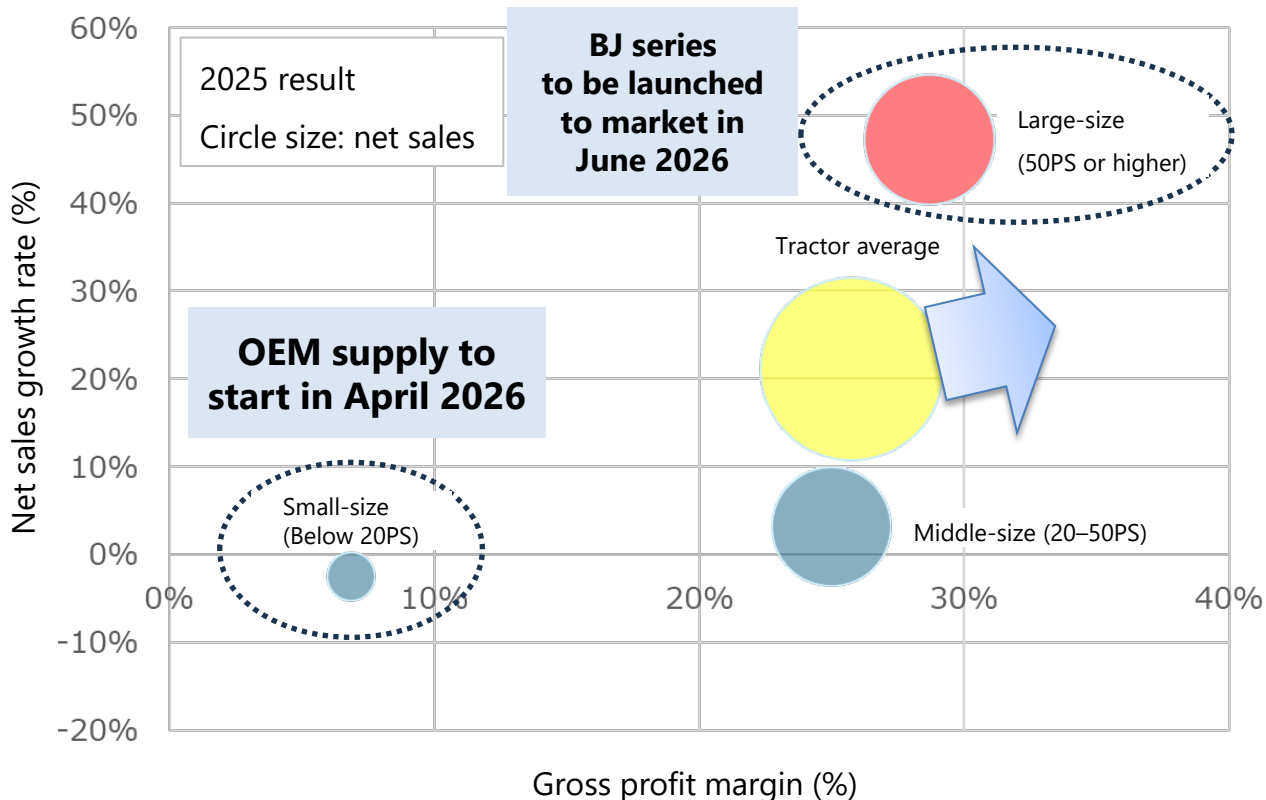 2025 result
Circle size: net sales
BJ series
to be launched
to market in
June 2026
Large-size
(50PS or higher)
Tractor average
OEM supply to
start in April 2026
Small-size
(Below 20PS)
Middle-size (20–50PS)
Net sales growth rate (%)
60%
50%
40%
30%
20%
10%
0%
-10%
-20%
0%
10%
20%
30%
40%
Gross profit margin (%)